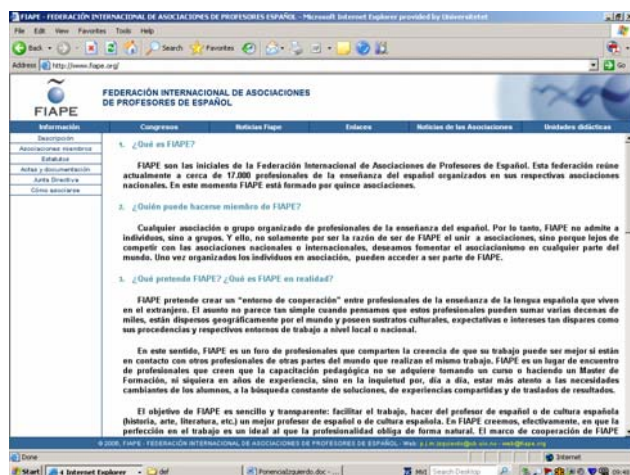 FIAPE - FEDERACIÓN INTERNACIONAL DE ASOCIACIONES DE PROFESORES ESPAÑOL - Microsoft Internet Explorer provided by Universitetet
File Edit View Favorites Tools Help
Back Search Favorites
Address http://www.fiape.org/ Go
FIAPE
FEDERACIÓN INTERNACIONAL DE ASOCIACIONES
DE PROFESORES DE ESPAÑOL
Información Congresos Noticias Fiape Enlaces Noticias de las Asociaciones Unidades didácticas
Descripción
Asociaciones miembros
Estatutos
Actas y documentación
Junta Directiva
Cómo asociarse
1. ¿Qué es FIAPE?
FIAPE son las iniciales de la Federación Internacional de Asociaciones de Profesores de Español. Esta federación reúne
actualmente a cerca de 17.000 profesionales de la enseñanza del español organizados en sus respectivas asociaciones
nacionales. En este momento FIAPE está formado por quince asociaciones.
2. ¿Quién puede hacerse miembro de FIAPE?
Cualquier asociación o grupo organizado de profesionales de la enseñanza del español. Por lo tanto, FIAPE no admite a
individuos, sino a grupos. Y ello, no solamente por ser la razón de ser de FIAPE el unir a asociaciones, sino porque lejos de
competir con las asociaciones nacionales o internacionales, deseamos fomentar el asociacionismo en cualquier parte del
mundo. Una vez organizados los individuos en asociación, pueden acceder a ser parte de FIAPE.
3. ¿Qué pretende FIAPE? ¿Qué es FIAPE en realidad?
FIAPE pretende crear un "entorno de cooperación" entre profesionales de la enseñanza de la lengua española que viven
en el extranjero. El asunto no parece tan simple cuando pensamos que estos profesionales pueden sumar varias decenas de
miles, están dispersos geográficamente por el mundo y poseen sustratos culturales, expectativas e intereses tan dispares como
sus procedencias y respectivos entornos de trabajo a nivel local o nacional.
En este sentido, FIAPE es un foro de profesionales que comparten la creencia de que su trabajo puede ser mejor si están
en contacto con otros profesionales de otras partes del mundo que realizan el mismo trabajo. FIAPE es un lugar de encuentro
de profesionales que creen que la capacitación pedagógica no se adquiere tomando un curso o haciendo un Master de
Formación, ni siquiera en años de experiencia, sino en la inquietud por, día a día, estar más atento a las necesidades
cambiantes de los alumnos, a la búsqueda constante de soluciones, de experiencias compartidas y de traslados de resultados.
El objetivo de FIAPE es sencillo y transparente: facilitar el trabajo, hacer del profesor de español o de cultura española
(historia, arte, literatura, etc.) un mejor profesor de español o de cultura española. En FIAPE creemos, efectivamente, en que la
perfección en el trabajo es un ideal al que la profesionalidad obliga de forma natural. El marco de cooperación de FIAPE
© 2005, FIAPE - FEDERACIÓN INTERNACIONAL DE ASOCIACIONES DE PROFESORES DE ESPAÑOL - Web:
Done Internet
Start 4 Internet Explorer def PonenciaIzquierdo.doc - ... Search Desktop